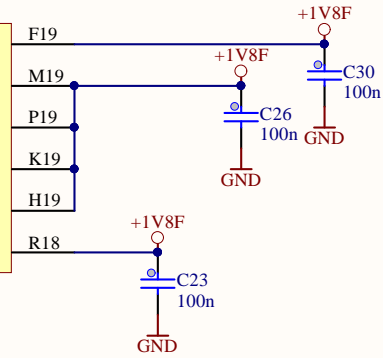 +1V8F
F19
C30
100n
GND
+1V8F
M19
C26
100n
GND
P19
K19
H19
+1V8F
R18
C23
100n
GND